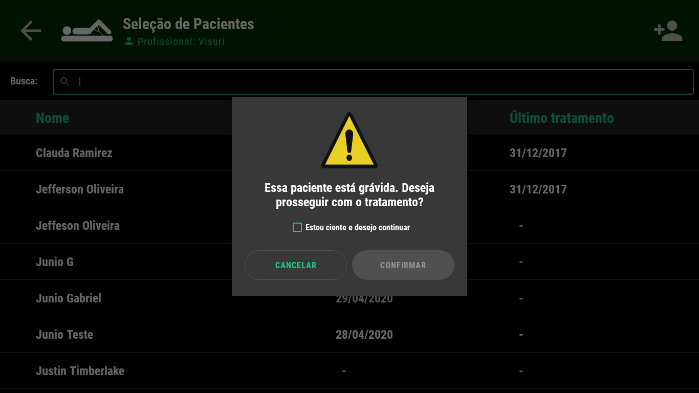 Seleção de Pacientes
Profissional: Visuri
Busca:
Nome
Último tratamento
Clauda Ramirez
31/12/2017
Jefferson Oliveira
31/12/2017
Jeffeson Oliveira
-
Junio G
-
Junio Gabriel
29/04/2020
-
Junio Teste
28/04/2020
-
Justin Timberlake
-
-
Essa paciente está grávida. Deseja
prosseguir com o tratamento?
Estou ciente e desejo continuar
CANCELAR
CONFIRMAR